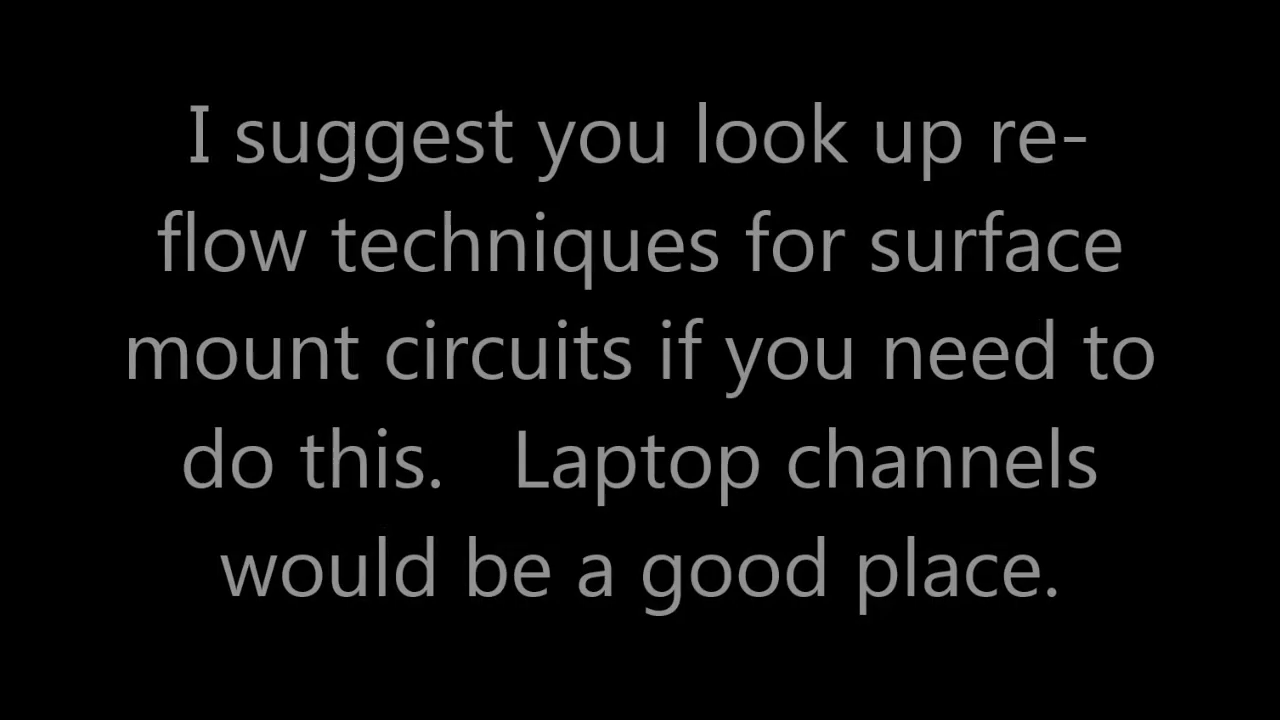 I suggest you look up re-
flow techniques for surface
mount circuits if you need to
do this.   Laptop channels
would be a good place.